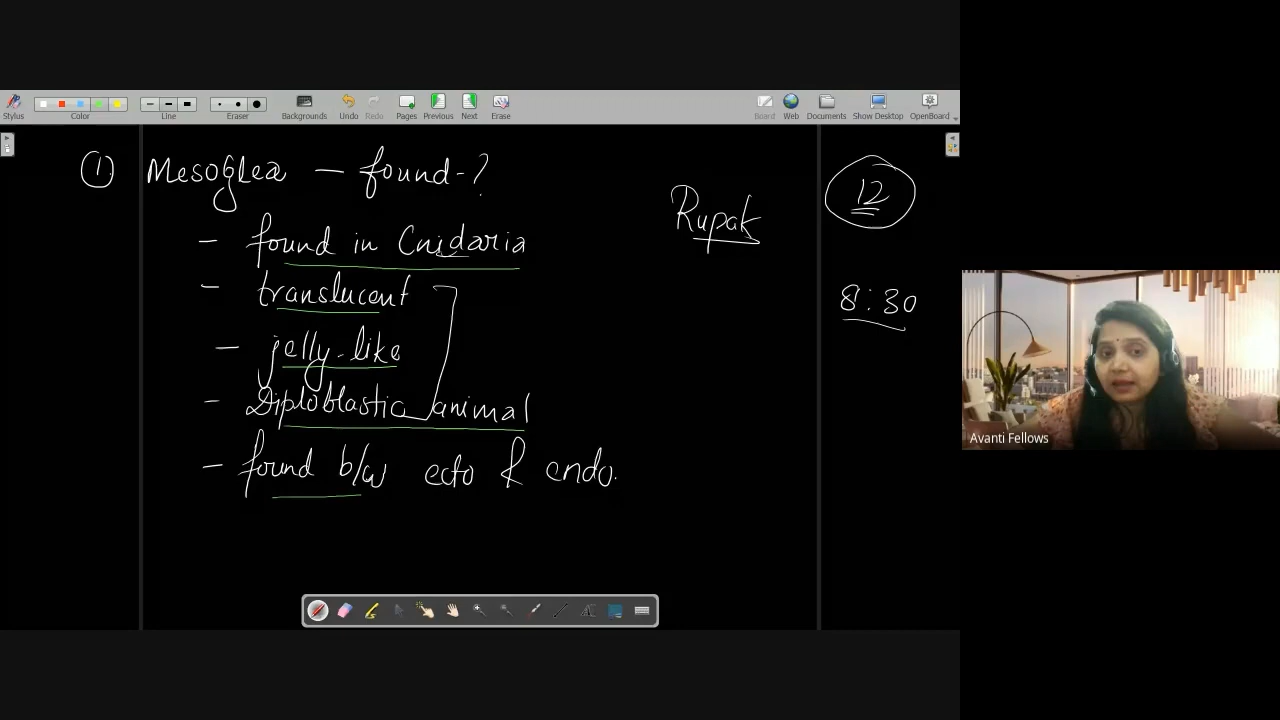 Stylus Color Line Eraser Backgrounds Undo Redo Pages Previous Next Erase Board Web Documents Show Desktop OpenBoard
① Mesoglea — found-?
- found in Cnidaria
- translucent
- jelly-like
- Diploblastic animal
- found b/w ecto & endo.
Rupak
12
8:30
Avanti Fellows